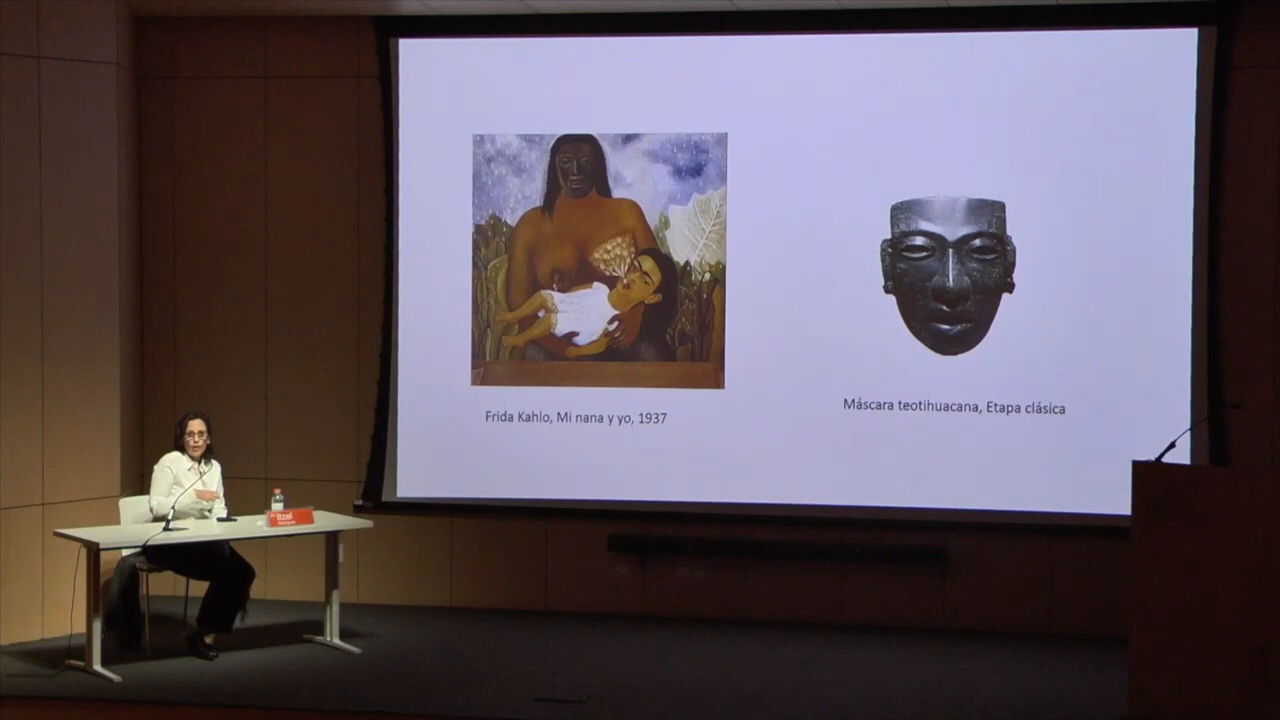 Frida Kahlo, Mi nana y yo, 1937
Máscara teotihuacana, Etapa clásica
Itzel